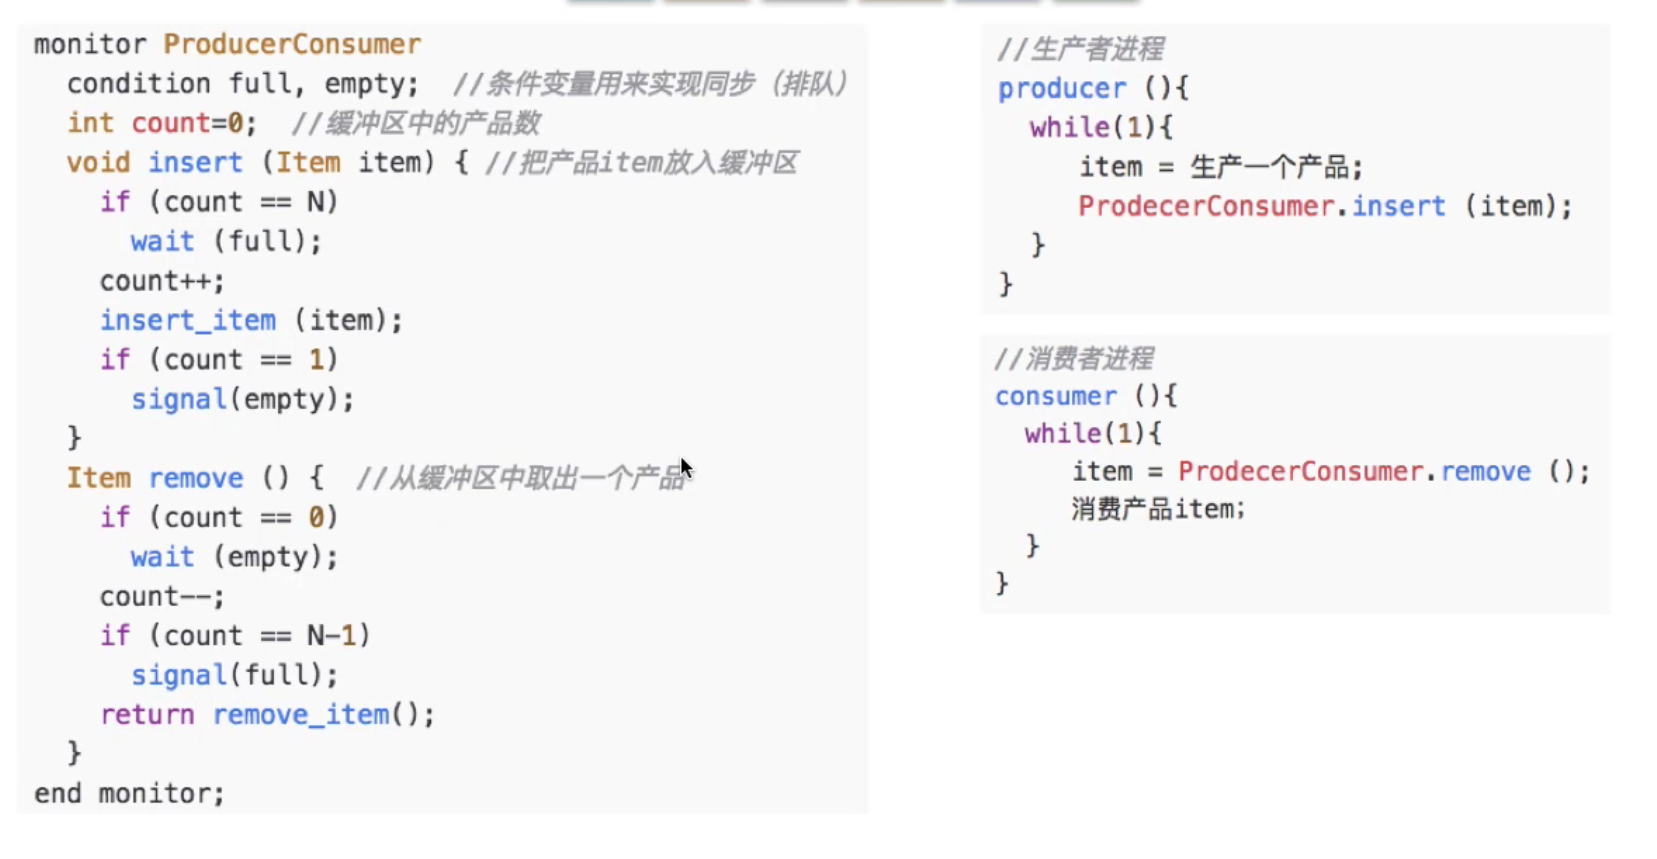 monitor ProducerConsumer
condition full, empty; //条件变量用来实现同步（排队）
int count=0; //缓冲区中的产品数
void insert (Item item) { //把产品item放入缓冲区
if (count == N)
wait (full);
count++;
insert_item (item);
if (count == 1)
signal(empty);
}
Item remove () { //从缓冲区中取出一个产品
if (count == 0)
wait (empty);
count--;
if (count == N-1)
signal(full);
return remove_item();
}
end monitor;
//生产者进程
producer (){
while(1){
item = 生产一个产品;
ProdecerConsumer.insert (item);
}
}
//消费者进程
consumer (){
while(1){
item = ProdecerConsumer.remove ();
消费产品item;
}
}